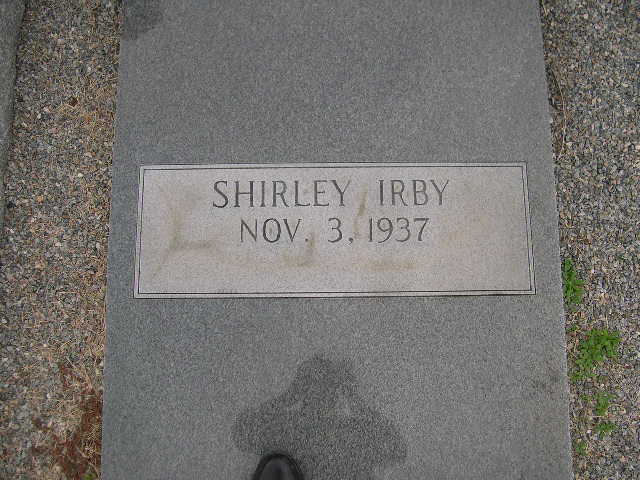 SHIRLEY IRBY
NOV. 3, 1937